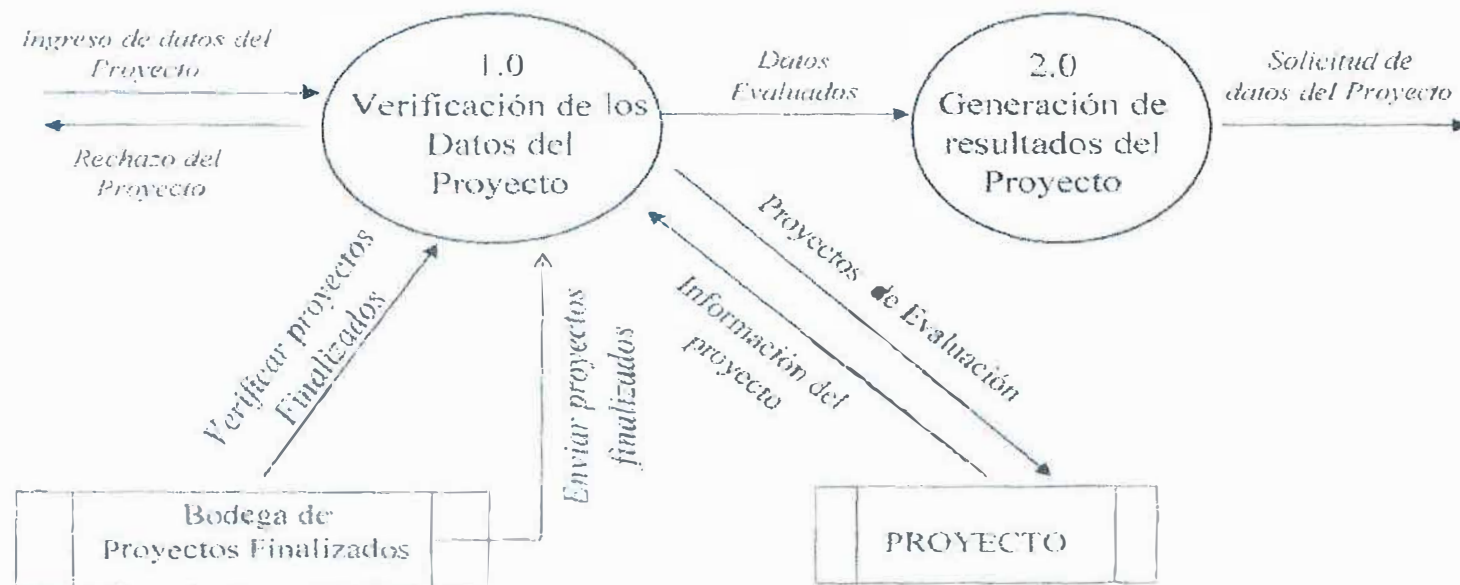 Ingreso de datos del
Proyecto
Rechazo del
Proyecto
1.0
Verificación de los
Datos del
Proyecto
Datos
Evaluados
2.0
Generación de
resultados del
Proyecto
Solicitud de
datos del Proyecto
Verificar proyectos
Finalizados
Enviar proyectos
finalizados
Información del
proyecto
Proyectos de Evaluación
Bodega de
Proyectos Finalizados
PROYECTO